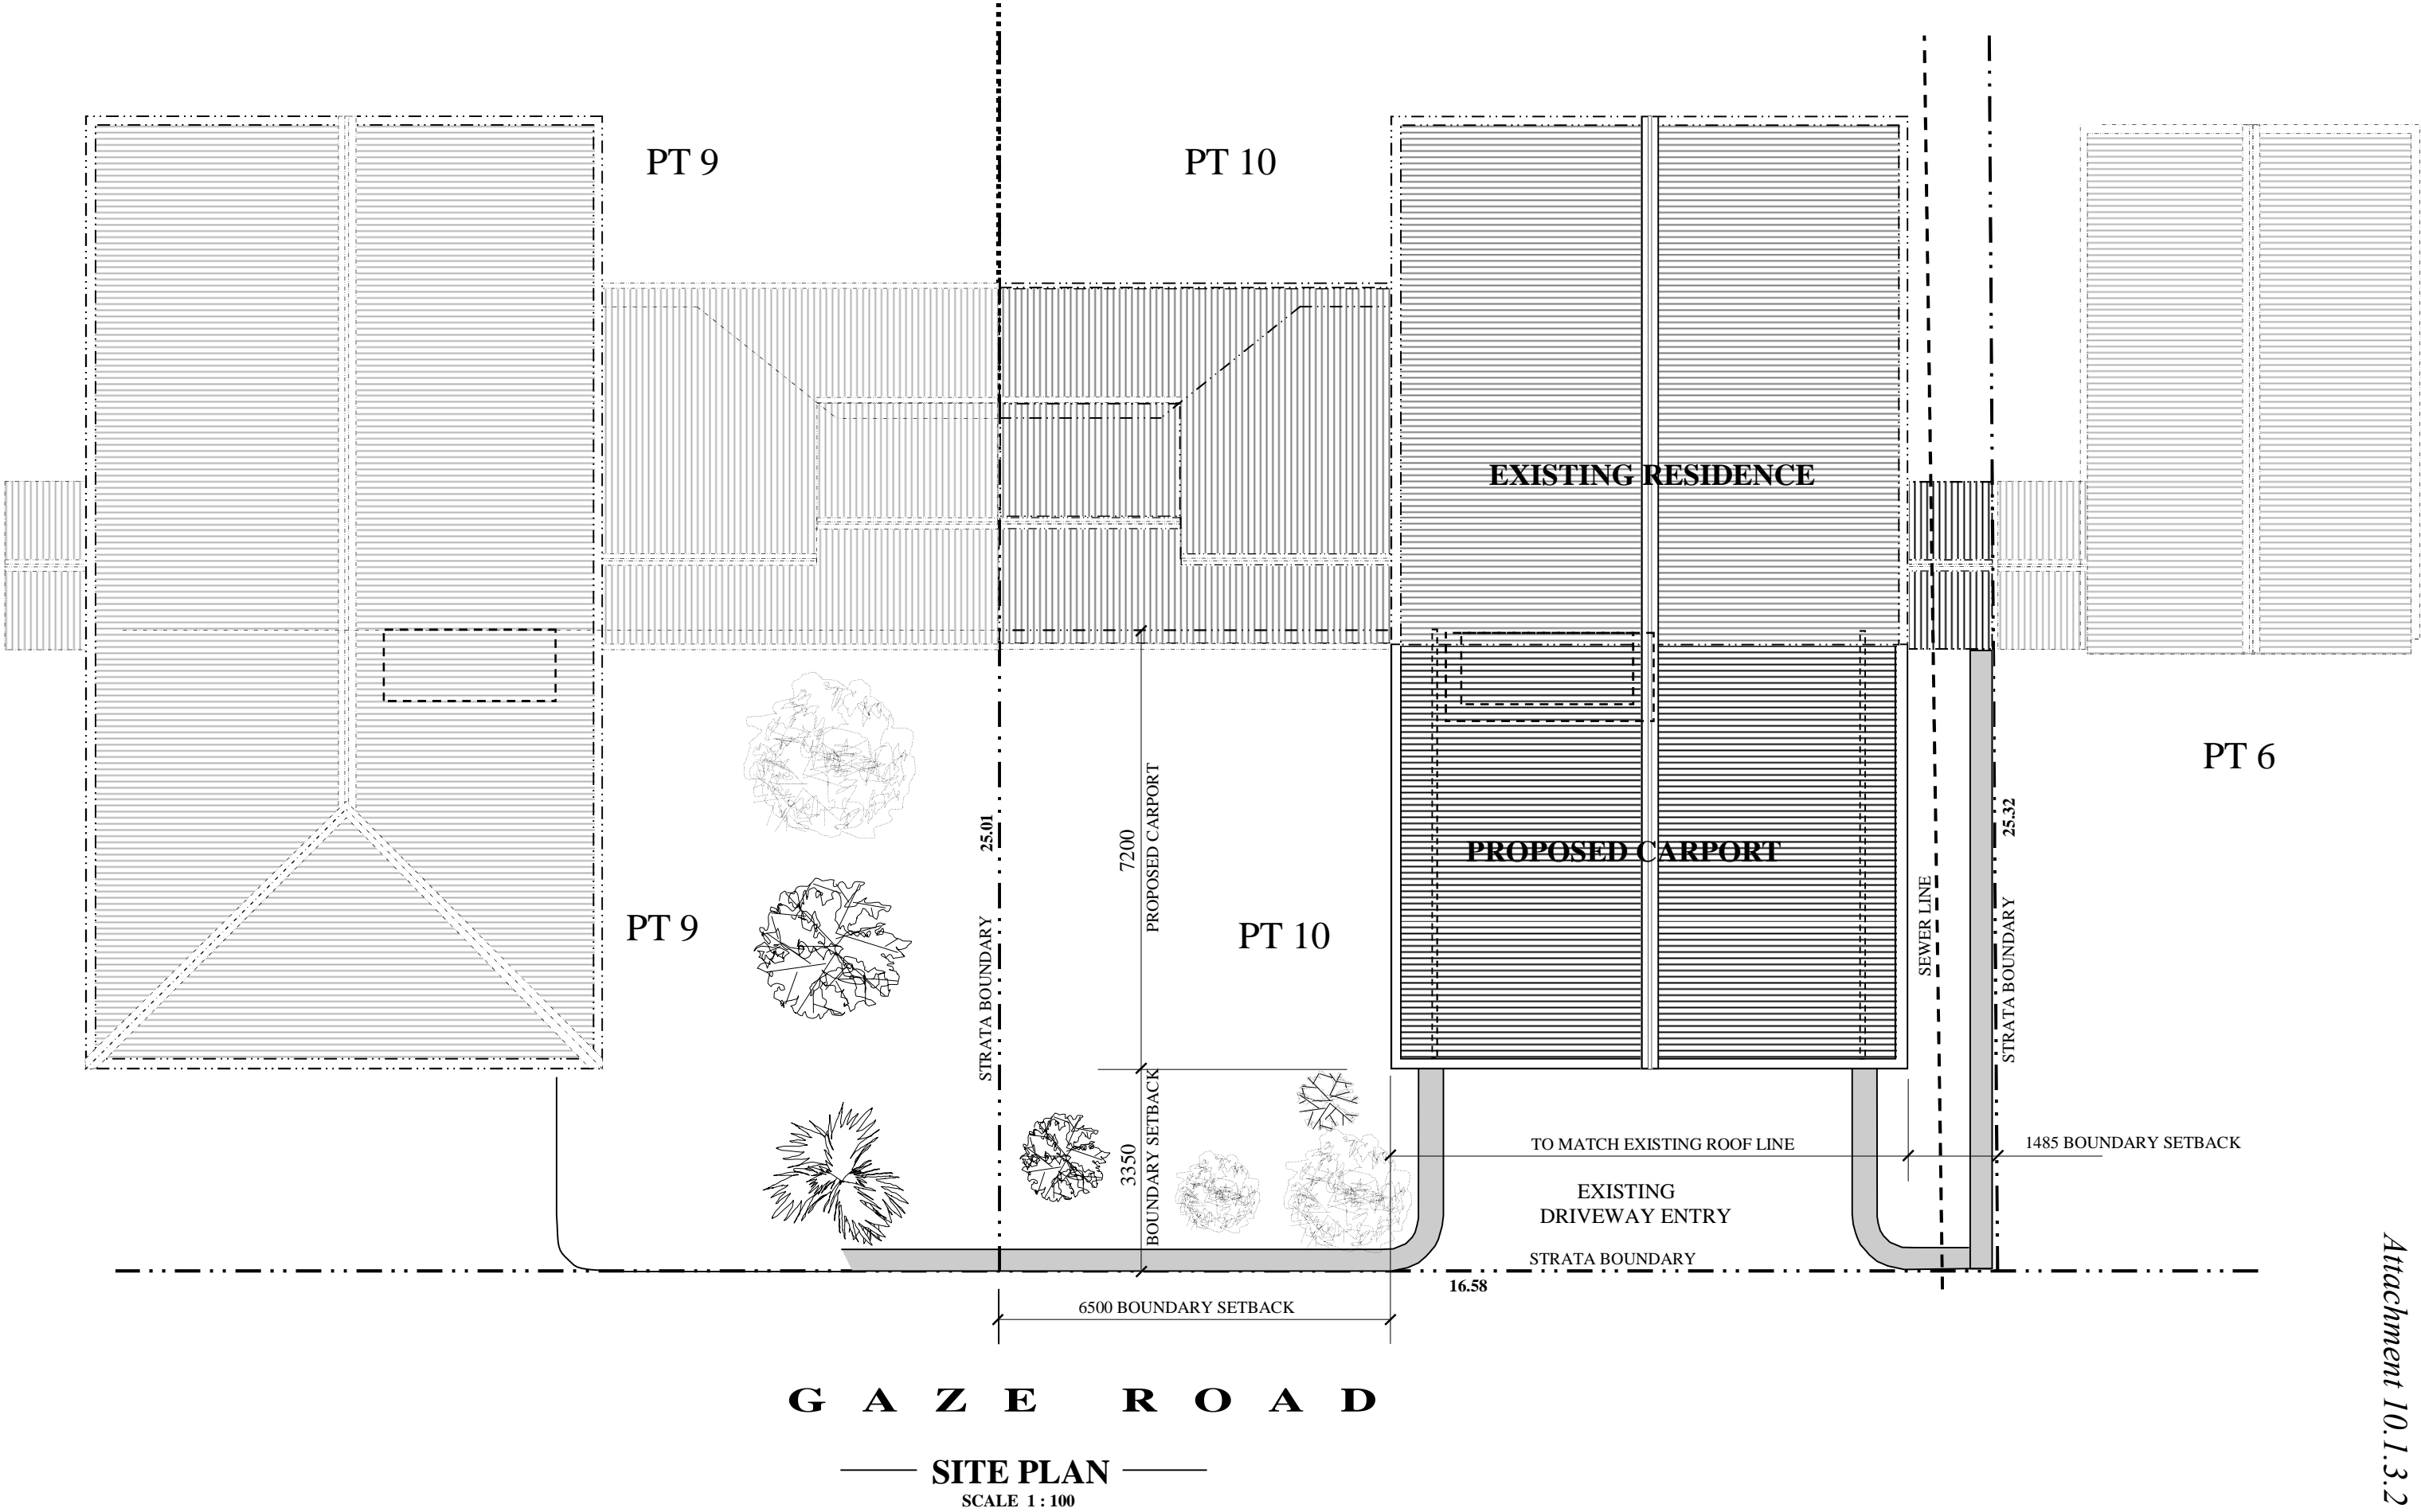 PT 9
PT 10
EXISTING RESIDENCE
PT 6
25.01
STRATA BOUNDARY
7200
PROPOSED CARPORT
PROPOSED CARPORT
PT 9
PT 10
SEWER LINE
25.32
STRATA BOUNDARY
3350
BOUNDARY SETBACK
TO MATCH EXISTING ROOF LINE
1485 BOUNDARY SETBACK
EXISTING
DRIVEWAY ENTRY
STRATA BOUNDARY
16.58
6500 BOUNDARY SETBACK
GAZE ROAD
SITE PLAN
SCALE 1 : 100
Attachment 10.1.3.2